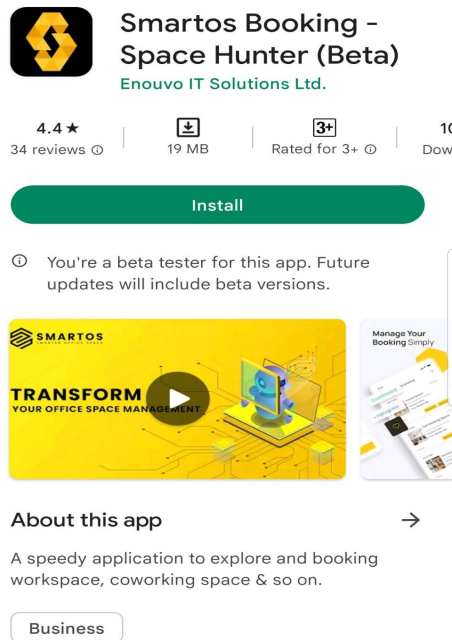 Smartos Booking -
Space Hunter (Beta)
Enouvo IT Solutions Ltd.
4.4★
34 reviews
19 MB
3+
Rated for 3+
10
Dow
Install
You're a beta tester for this app. Future
updates will include beta versions.
SMARTOS
TRANSFORM
YOUR OFFICE SPACE MANAGEMENT
Manage Your
Booking Simply
About this app
A speedy application to explore and booking
workspace, coworking space & so on.
Business